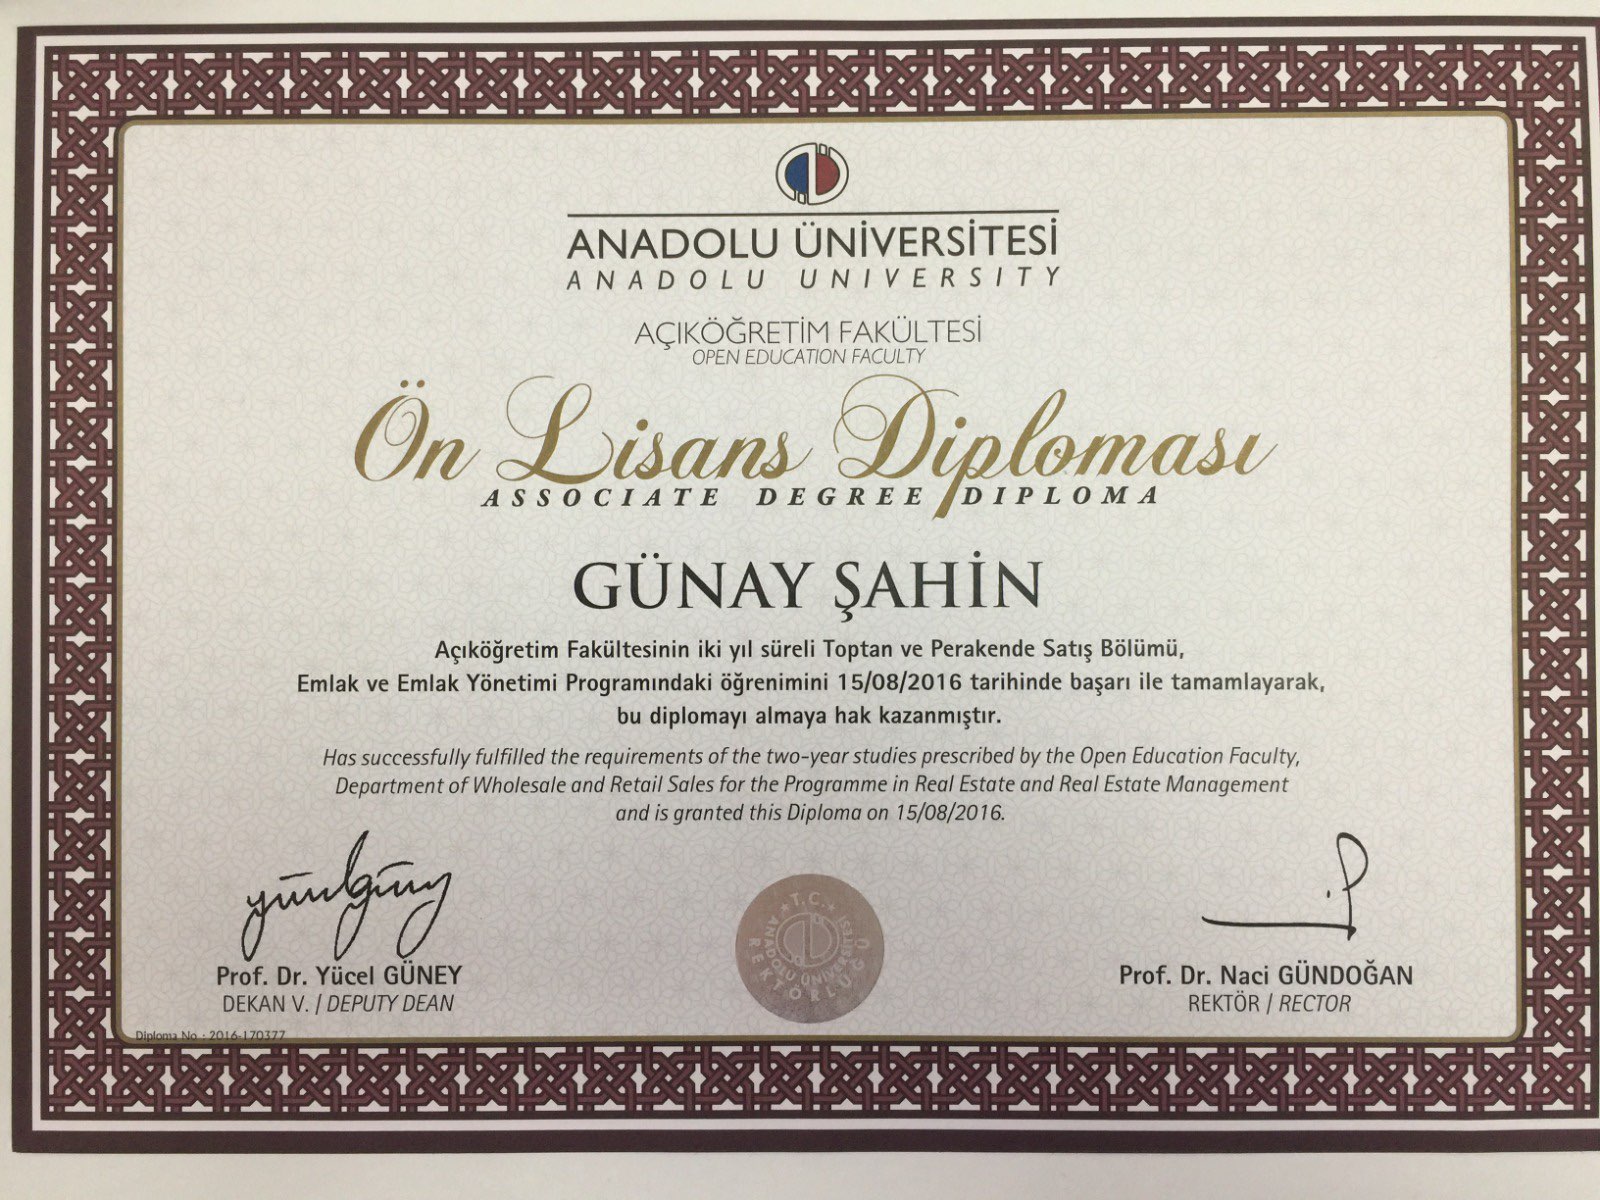 ANADOLU ÜNİVERSİTESİ
ANADOLU UNIVERSITY
AÇIKÖĞRETİM FAKÜLTESİ
OPEN EDUCATION FACULTY
Ön Lisans Diploması
ASSOCIATE DEGREE DIPLOMA
GÜNAY ŞAHİN
Açıköğretim Fakültesinin iki yıl süreli Toptan ve Perakende Satış Bölümü,
Emlak ve Emlak Yönetimi Programındaki öğrenimini 15/08/2016 tarihinde başarı ile tamamlayarak,
bu diplomayı almaya hak kazanmıştır.
Has successfully fulfilled the requirements of the two-year studies prescribed by the Open Education Faculty,
Department of Wholesale and Retail Sales for the Programme in Real Estate and Real Estate Management
and is granted this Diploma on 15/08/2016.
T.C.
ANADOLU ÜNİVERSİTESİ
REKTÖRLÜĞÜ
Prof. Dr. Yücel GÜNEY
DEKAN V. / DEPUTY DEAN
Prof. Dr. Naci GÜNDOĞAN
REKTÖR / RECTOR
Diploma No : 2016-170377